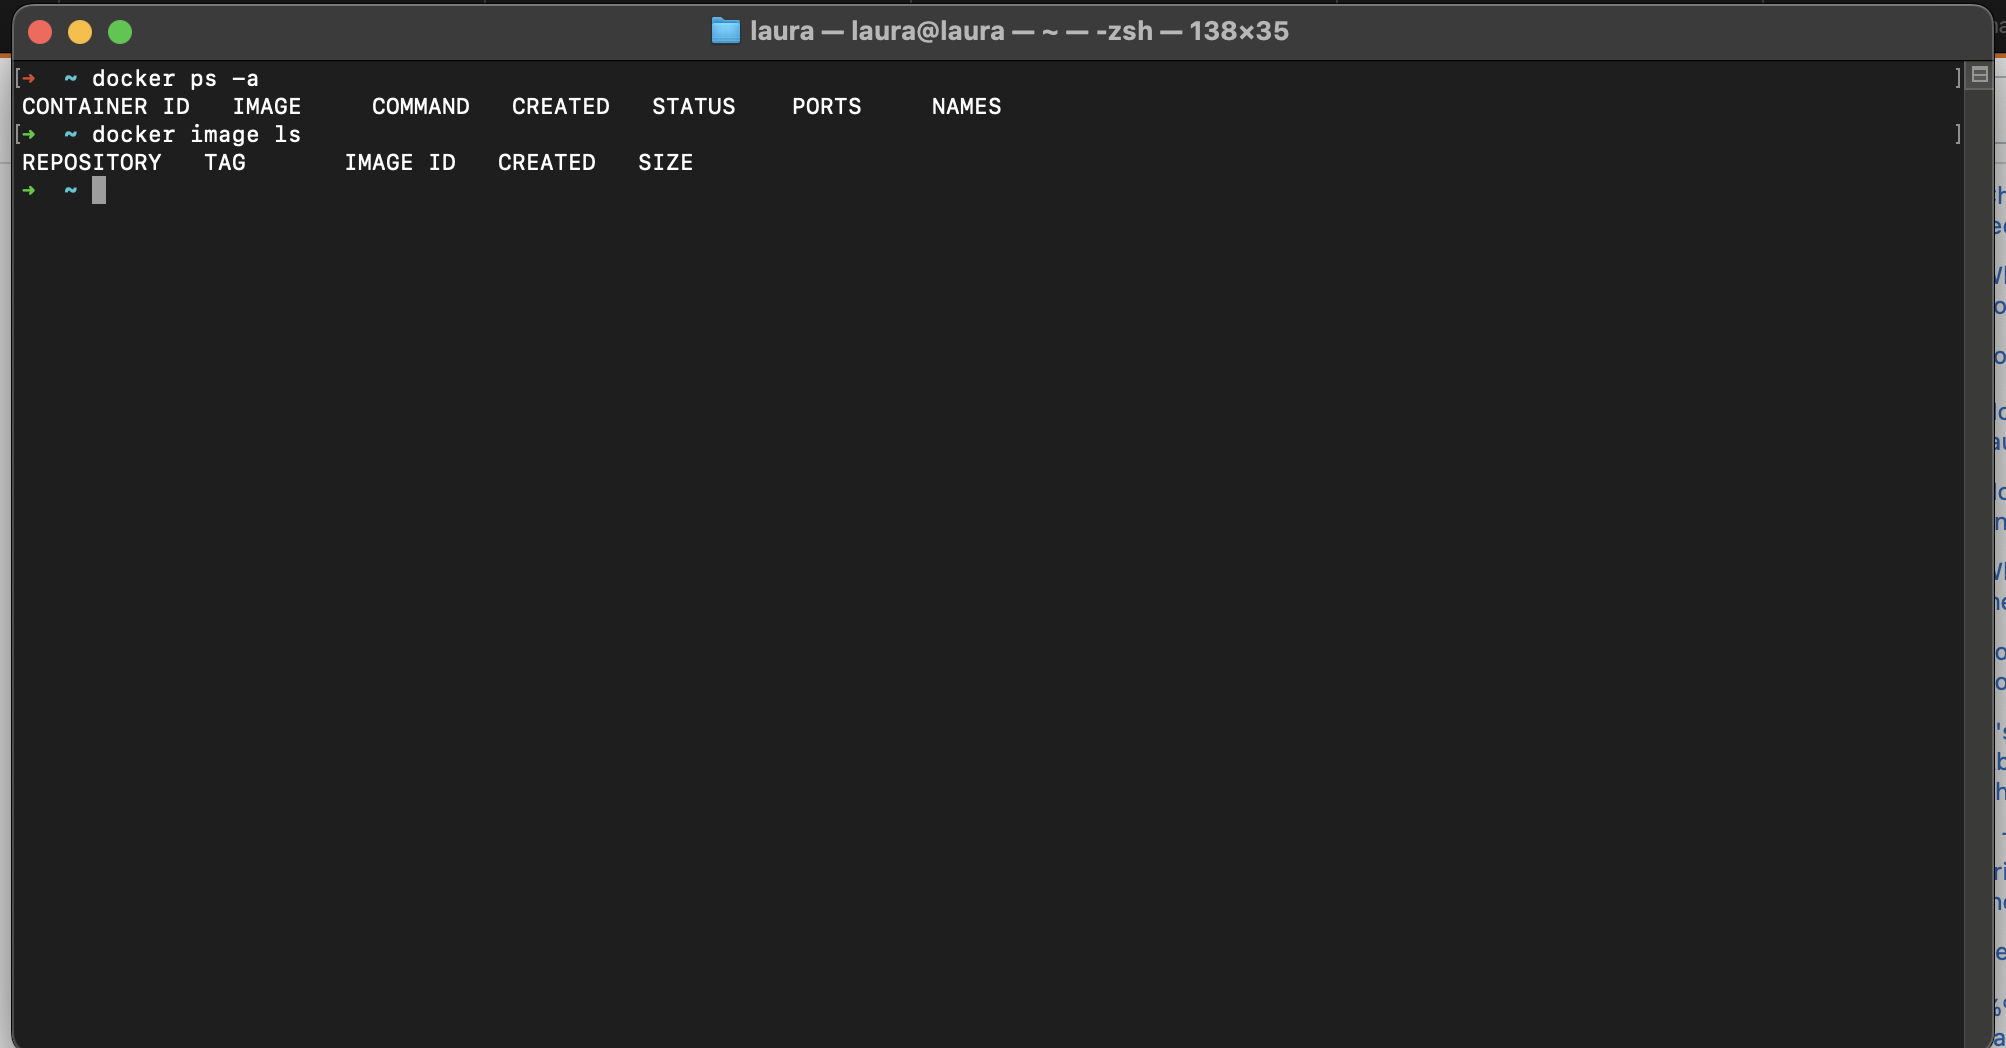 laura — laura@laura — ~ — -zsh — 138×35
[➜ ~ docker ps -a ]
CONTAINER ID IMAGE COMMAND CREATED STATUS PORTS NAMES
[➜ ~ docker image ls ]
REPOSITORY TAG IMAGE ID CREATED SIZE
➜ ~